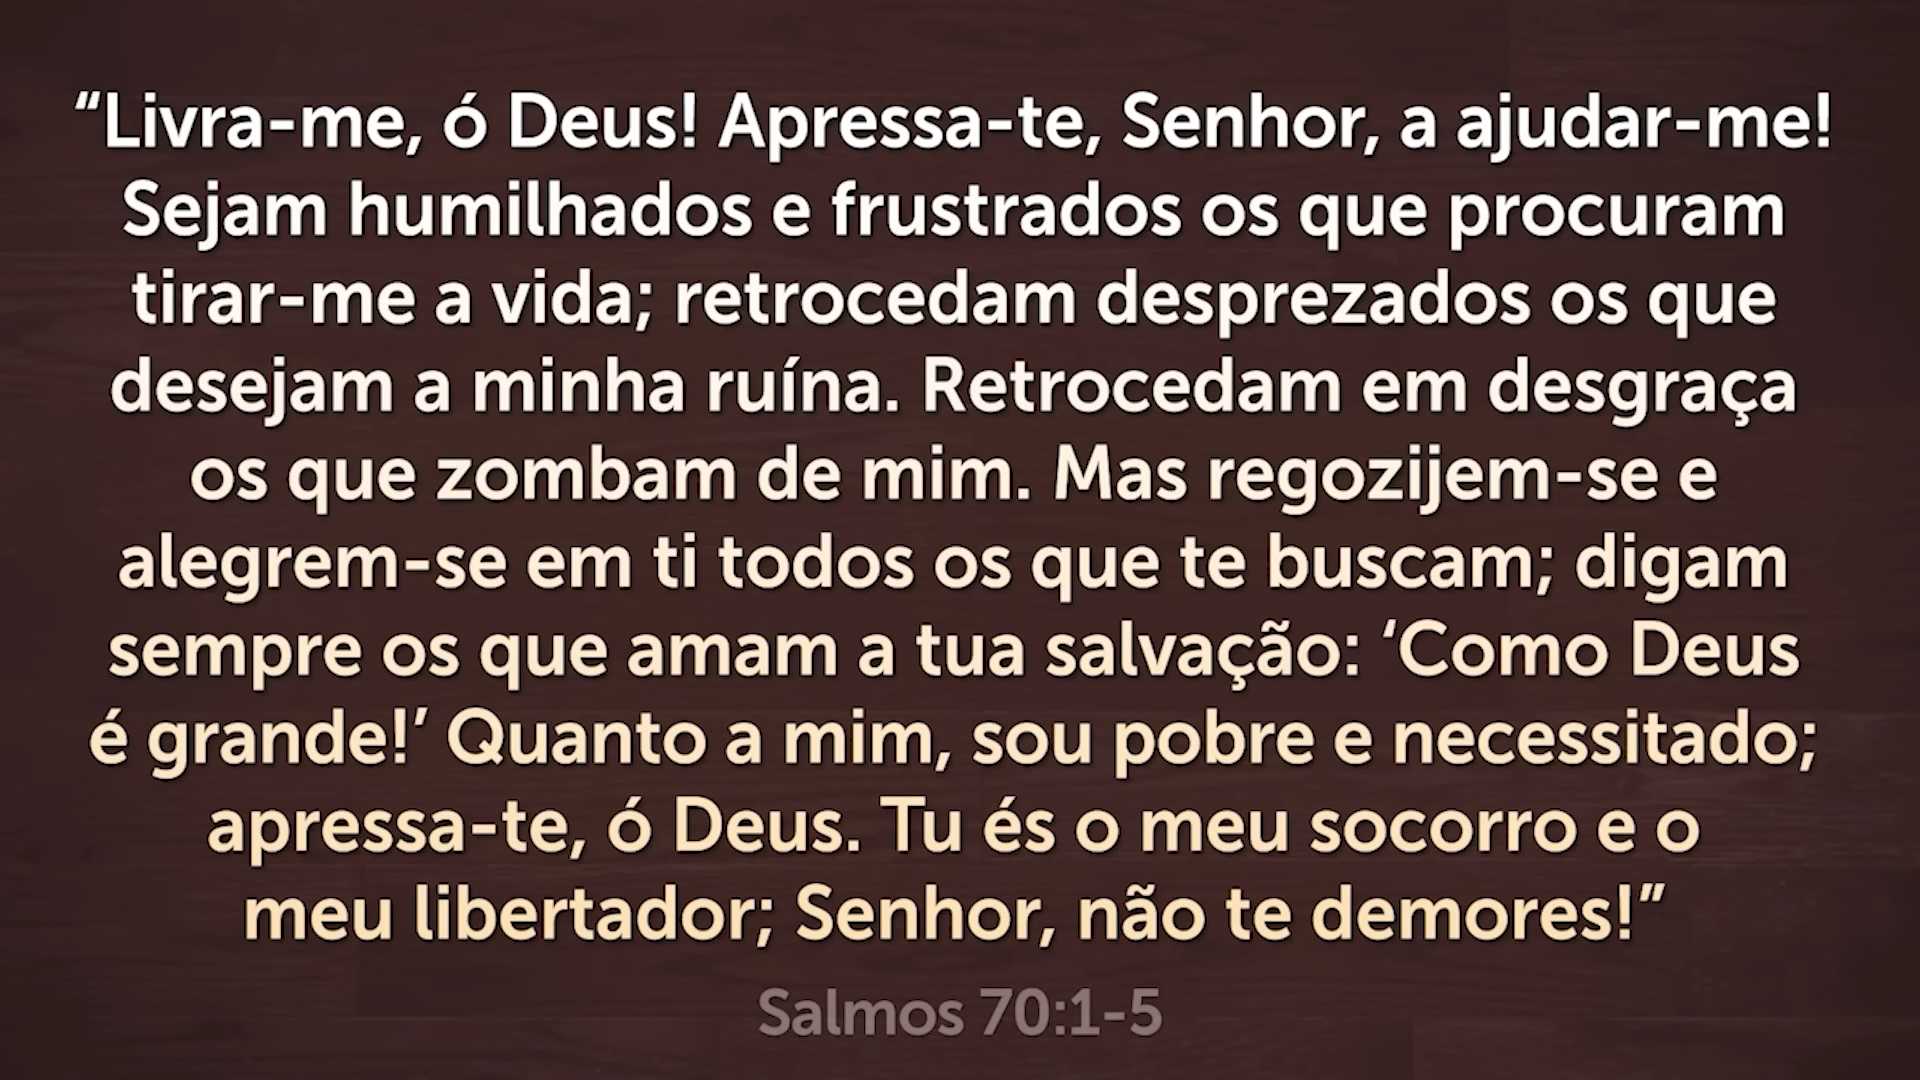 “Livra-me, ó Deus! Apressa-te, Senhor, a ajudar-me!
Sejam humilhados e frustrados os que procuram
tirar-me a vida; retrocedam desprezados os que
desejam a minha ruína. Retrocedam em desgraça
os que zombam de mim. Mas regozijem-se e
alegrem-se em ti todos os que te buscam; digam
sempre os que amam a tua salvação: ‘Como Deus
é grande!’ Quanto a mim, sou pobre e necessitado;
apressa-te, ó Deus. Tu és o meu socorro e o
meu libertador; Senhor, não te demores!”
Salmos 70:1-5